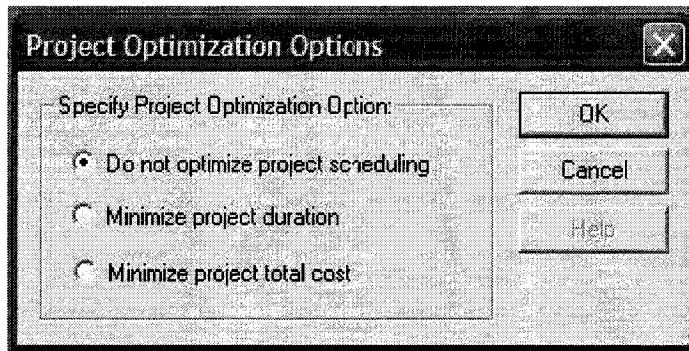 Project Optimization Options
Specify Project Optimization Option:
Do not optimize project scheduling
Minimize project duration
Minimize project total cost
OK
Cancel
Help